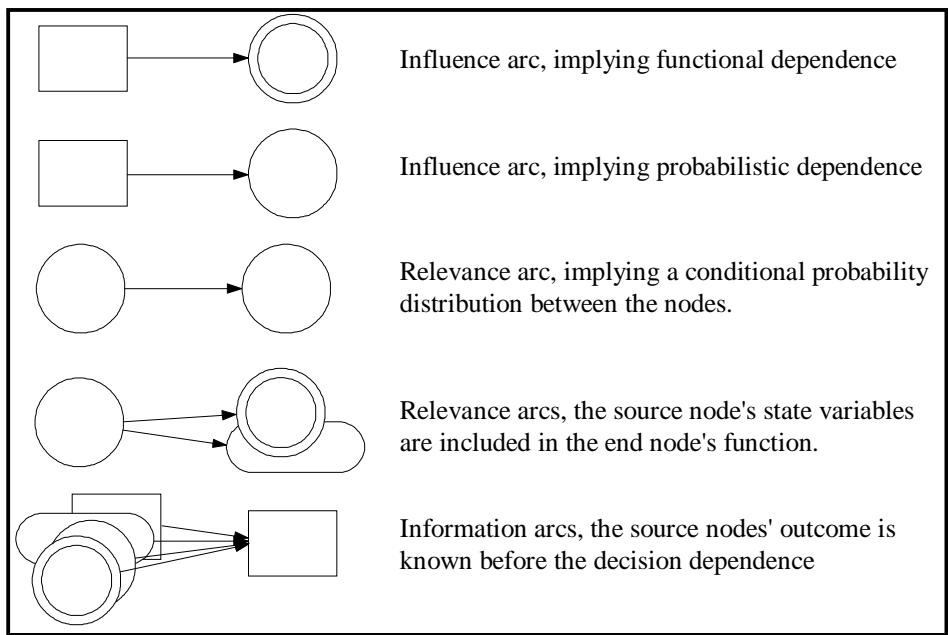 Influence arc, implying functional dependence
Influence arc, implying probabilistic dependence
Relevance arc, implying a conditional probability
distribution between the nodes.
Relevance arcs, the source node's state variables
are included in the end node's function.
Information arcs, the source nodes' outcome is
known before the decision dependence